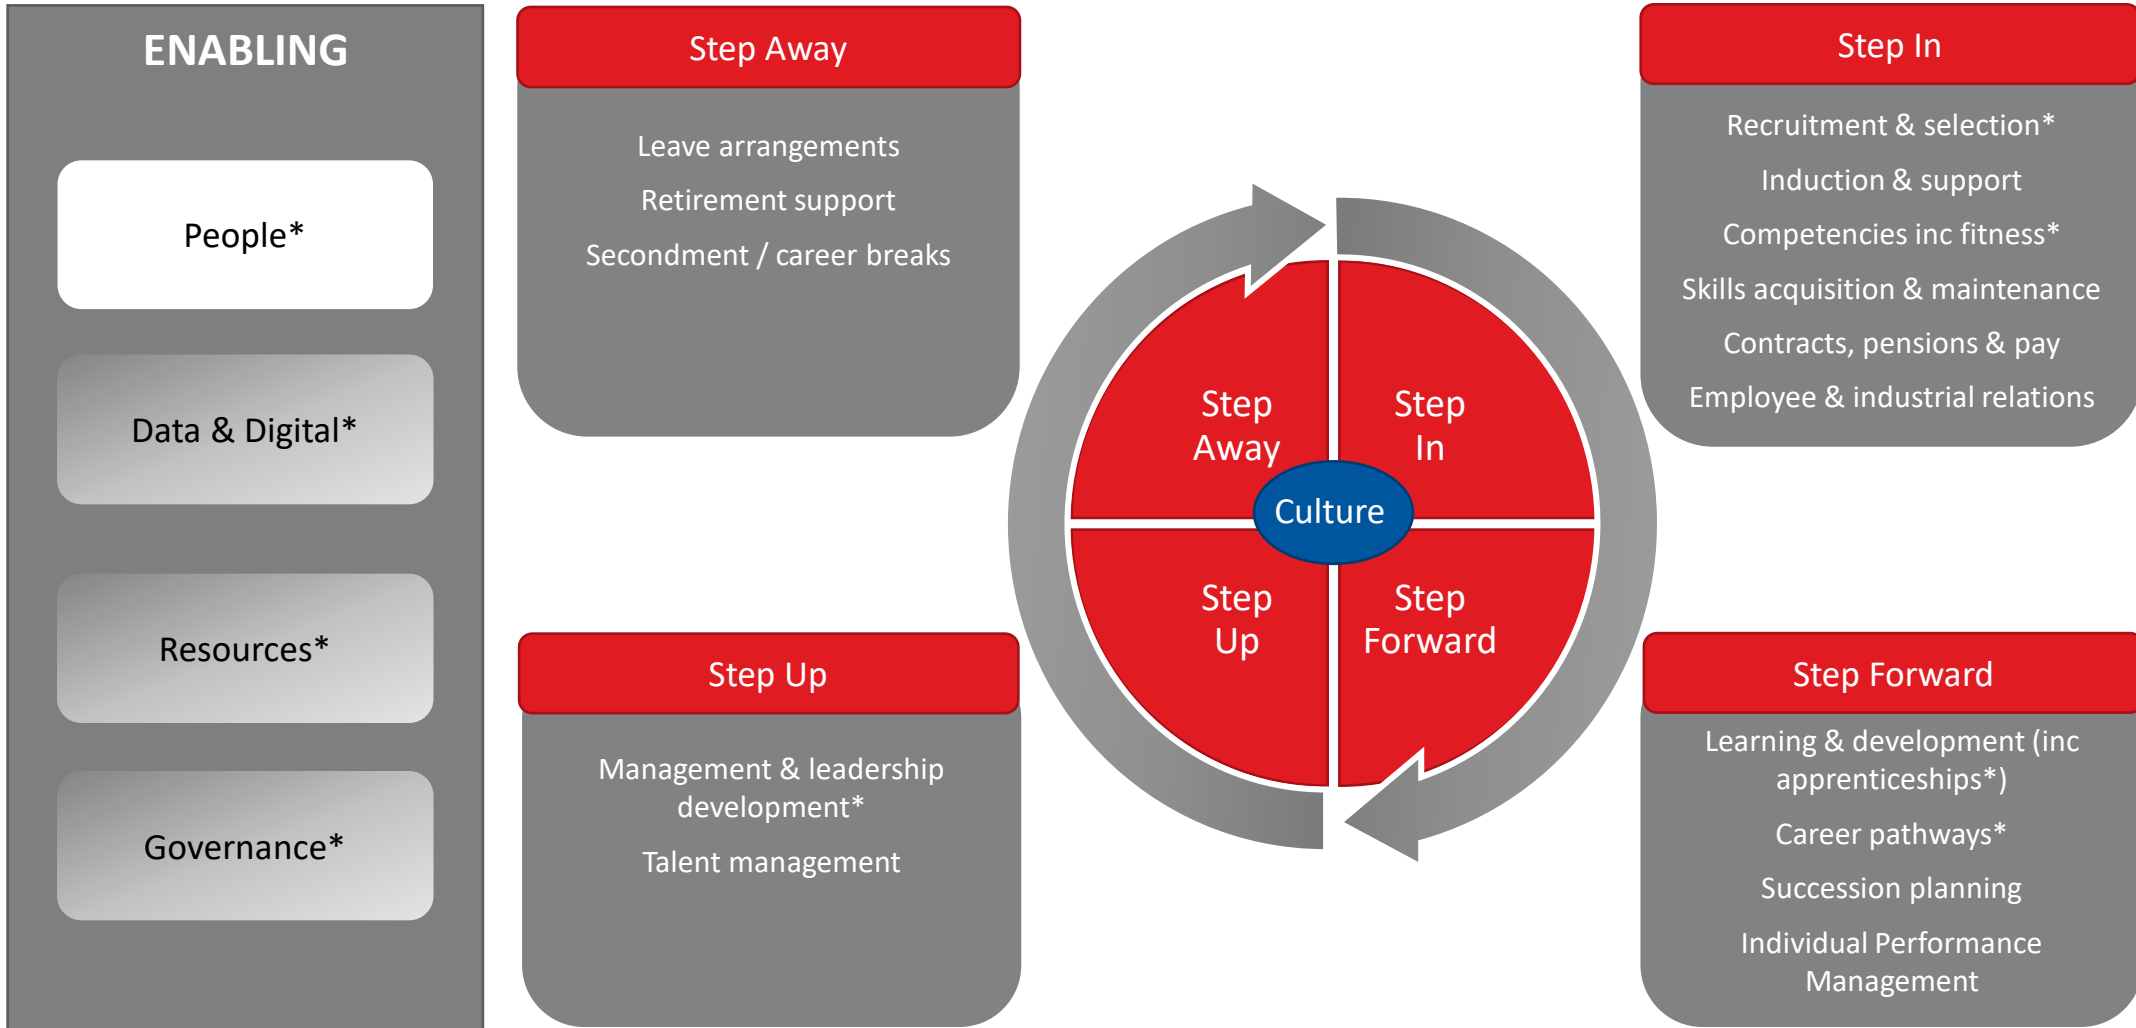 ENABLING
People*
Data & Digital*
Resources*
Governance*
Step Away
Leave arrangements
Retirement support
Secondment / career breaks
Step Up
Management & leadership
development*
Talent management
Step
Away
Step
In
Culture
Step
Up
Step
Forward
Step In
Recruitment & selection*
Induction & support
Competencies inc fitness*
Skills acquisition & maintenance
Contracts, pensions & pay
Employee & industrial relations
Step Forward
Learning & development (inc
apprenticeships*)
Career pathways*
Succession planning
Individual Performance
Management